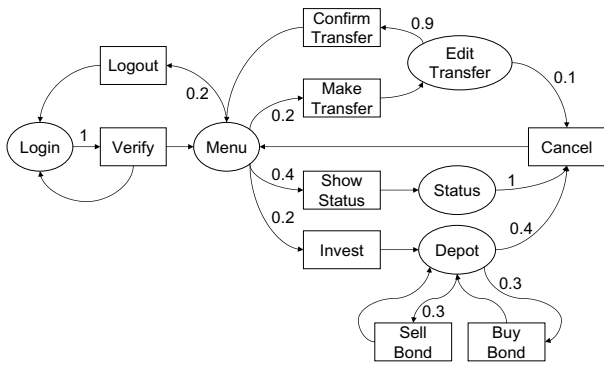 Confirm
Transfer
0.9
Edit
Transfer
Logout
0.2
Make
Transfer
0.2
0.1
Login
1
Verify
Menu
Cancel
0.4
Show
Status
Status
1
0.2
Invest
Depot
0.4
0.3
0.3
Sell
Bond
Buy
Bond